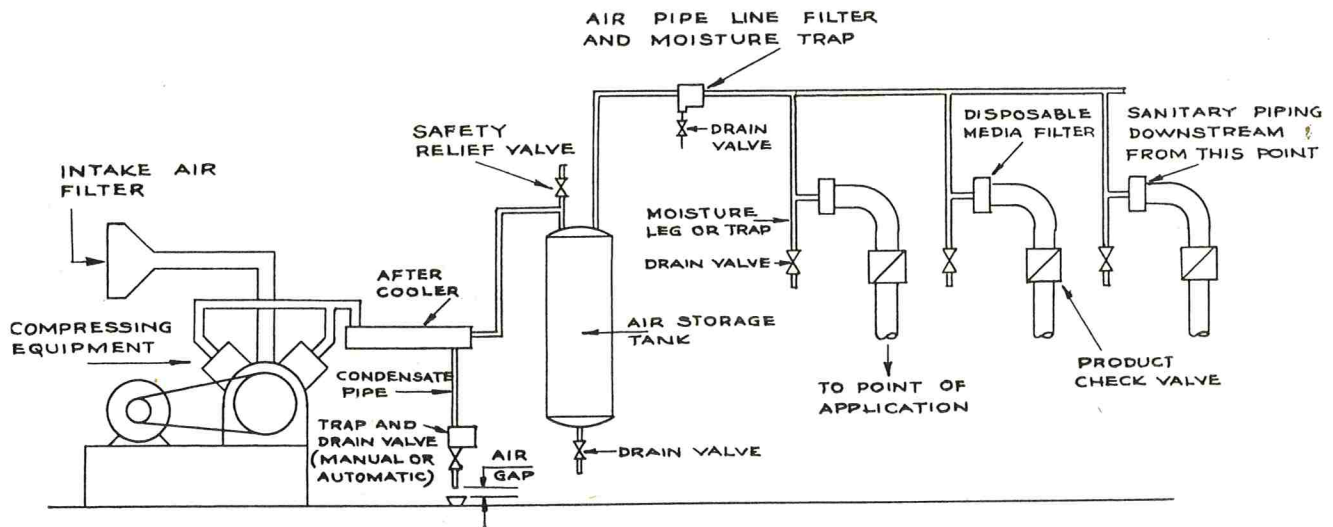 AIR PIPE LINE FILTER
AND MOISTURE TRAP
SAFETY
RELIEF VALVE
DRAIN
VALVE
DISPOSABLE
MEDIA FILTER
SANITARY PIPING
DOWNSTREAM
FROM THIS POINT
INTAKE AIR
FILTER
MOISTURE
LEG OR TRAP
DRAIN VALVE
AFTER
COOLER
COMPRESSING
EQUIPMENT
AIR STORAGE
TANK
CONDENSATE
PIPE
TO POINT OF
APPLICATION
PRODUCT
CHECK VALVE
TRAP AND
DRAIN VALVE
(MANUAL OR
AUTOMATIC)
AIR
GAP
DRAIN VALVE